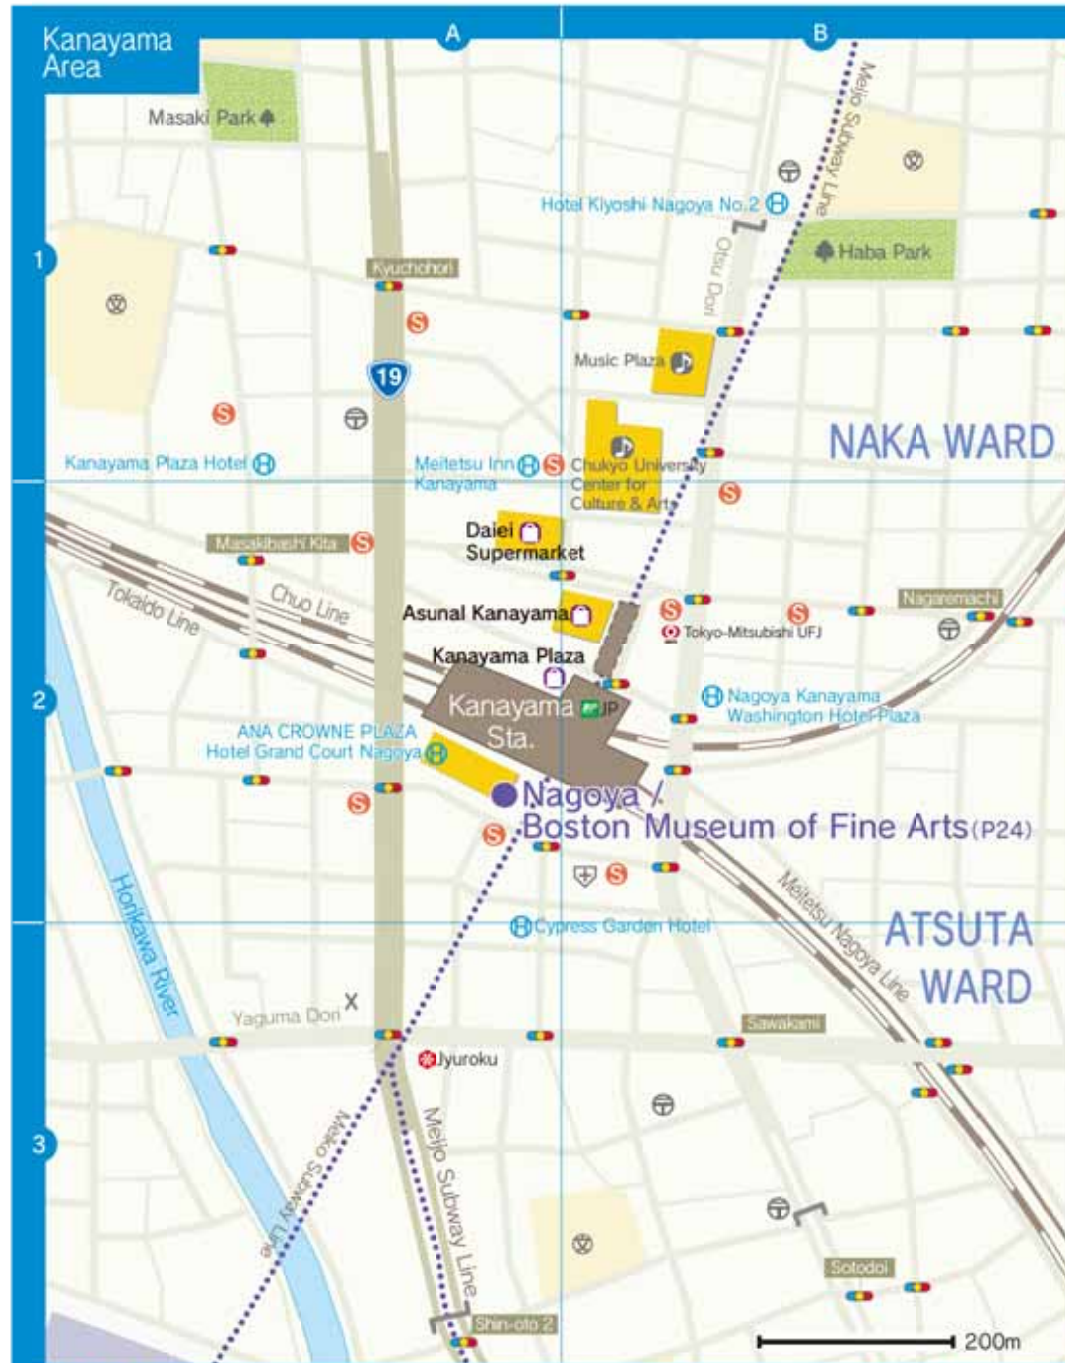 Kanayama
Area
A
B
Masaki Park
Meijo Subway Line
Hotel Kiyoshi Nagoya No.2
Haba Park
Otsu Dori
1
Kyuchohori
S
19
Music Plaza
S
NAKA WARD
Kanayama Plaza Hotel H
Meitetsu Inn H S
Kanayama
Chukyo University
Center for
Culture & Arts
S
Daiei
Supermarket
Masakibashi Kita S
Chuo Line
Tokaido Line
Asunal Kanayama
S
S
Nagaremachi
Tokyo-Mitsubishi UFJ
Kanayama Plaza
2
Kanayama
Sta.
JP
H Nagoya Kanayama
Washington Hotel-Plaza
ANA CROWNE PLAZA
Hotel Grand Court Nagoya H
S
Nagoya /
Boston Museum of Fine Arts (P24)
S
S
Horikawa River
Meitetsu Nagoya Line
H Cypress Garden Hotel
ATSUTA
WARD
Yaguma Dori X
Sawakami
Jyuroku
3
Meiko Subway Line
Meijo Subway Line
Sotodoi
Shin-oto 2
200m